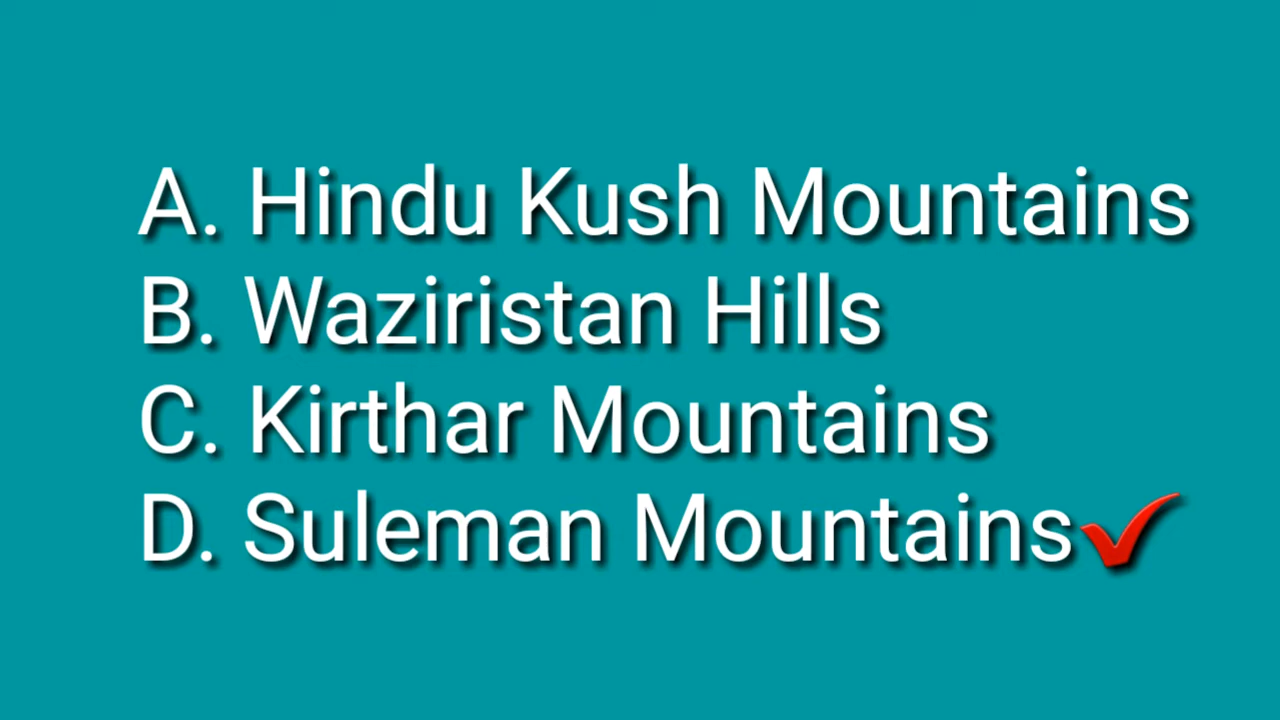 A. Hindu Kush Mountains
B. Waziristan Hills
C. Kirthar Mountains
D. Suleman Mountains✓